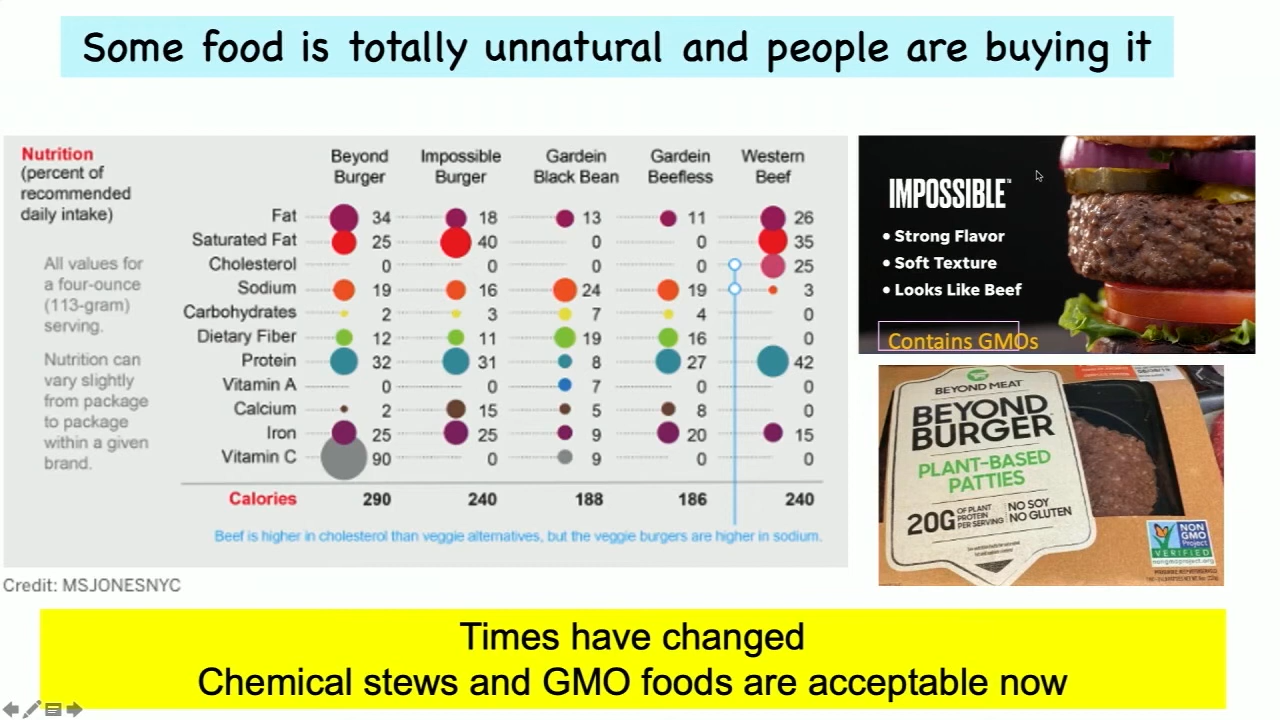 Some food is totally unnatural and people are buying it
Nutrition
(percent of
recommended
daily intake)
All values for
a four-ounce
(113-gram)
serving.
Nutrition can
vary slightly
from package
to package
within a given
brand.
Beyond Burger Impossible Burger Gardein Black Bean Gardein Beefless Western Beef
Fat 34 18 13 11 26
Saturated Fat 25 40 0 0 35
Cholesterol 0 0 0 0 25
Sodium 19 16 24 19 3
Carbohydrates 2 3 7 4 0
Dietary Fiber 12 11 19 16 0
Protein 32 31 8 27 42
Vitamin A 0 0 7 0 0
Calcium 2 15 5 8 0
Iron 25 25 9 20 15
Vitamin C 90 0 9 0 0
Calories 290 240 188 186 240
Beef is higher in cholesterol than veggie alternatives, but the veggie burgers are higher in sodium.
Credit: MSJONESNYC
IMPOSSIBLE™
• Strong Flavor
• Soft Texture
• Looks Like Beef
Contains GMOs
BEYOND MEAT
BEYOND
BURGER
PLANT-BASED
PATTIES
20G OF PLANT PROTEIN PER SERVING
NO SOY
NO GLUTEN
NON
GMO
Project
VERIFIED
nongmoproject.org
Times have changed
Chemical stews and GMO foods are acceptable now